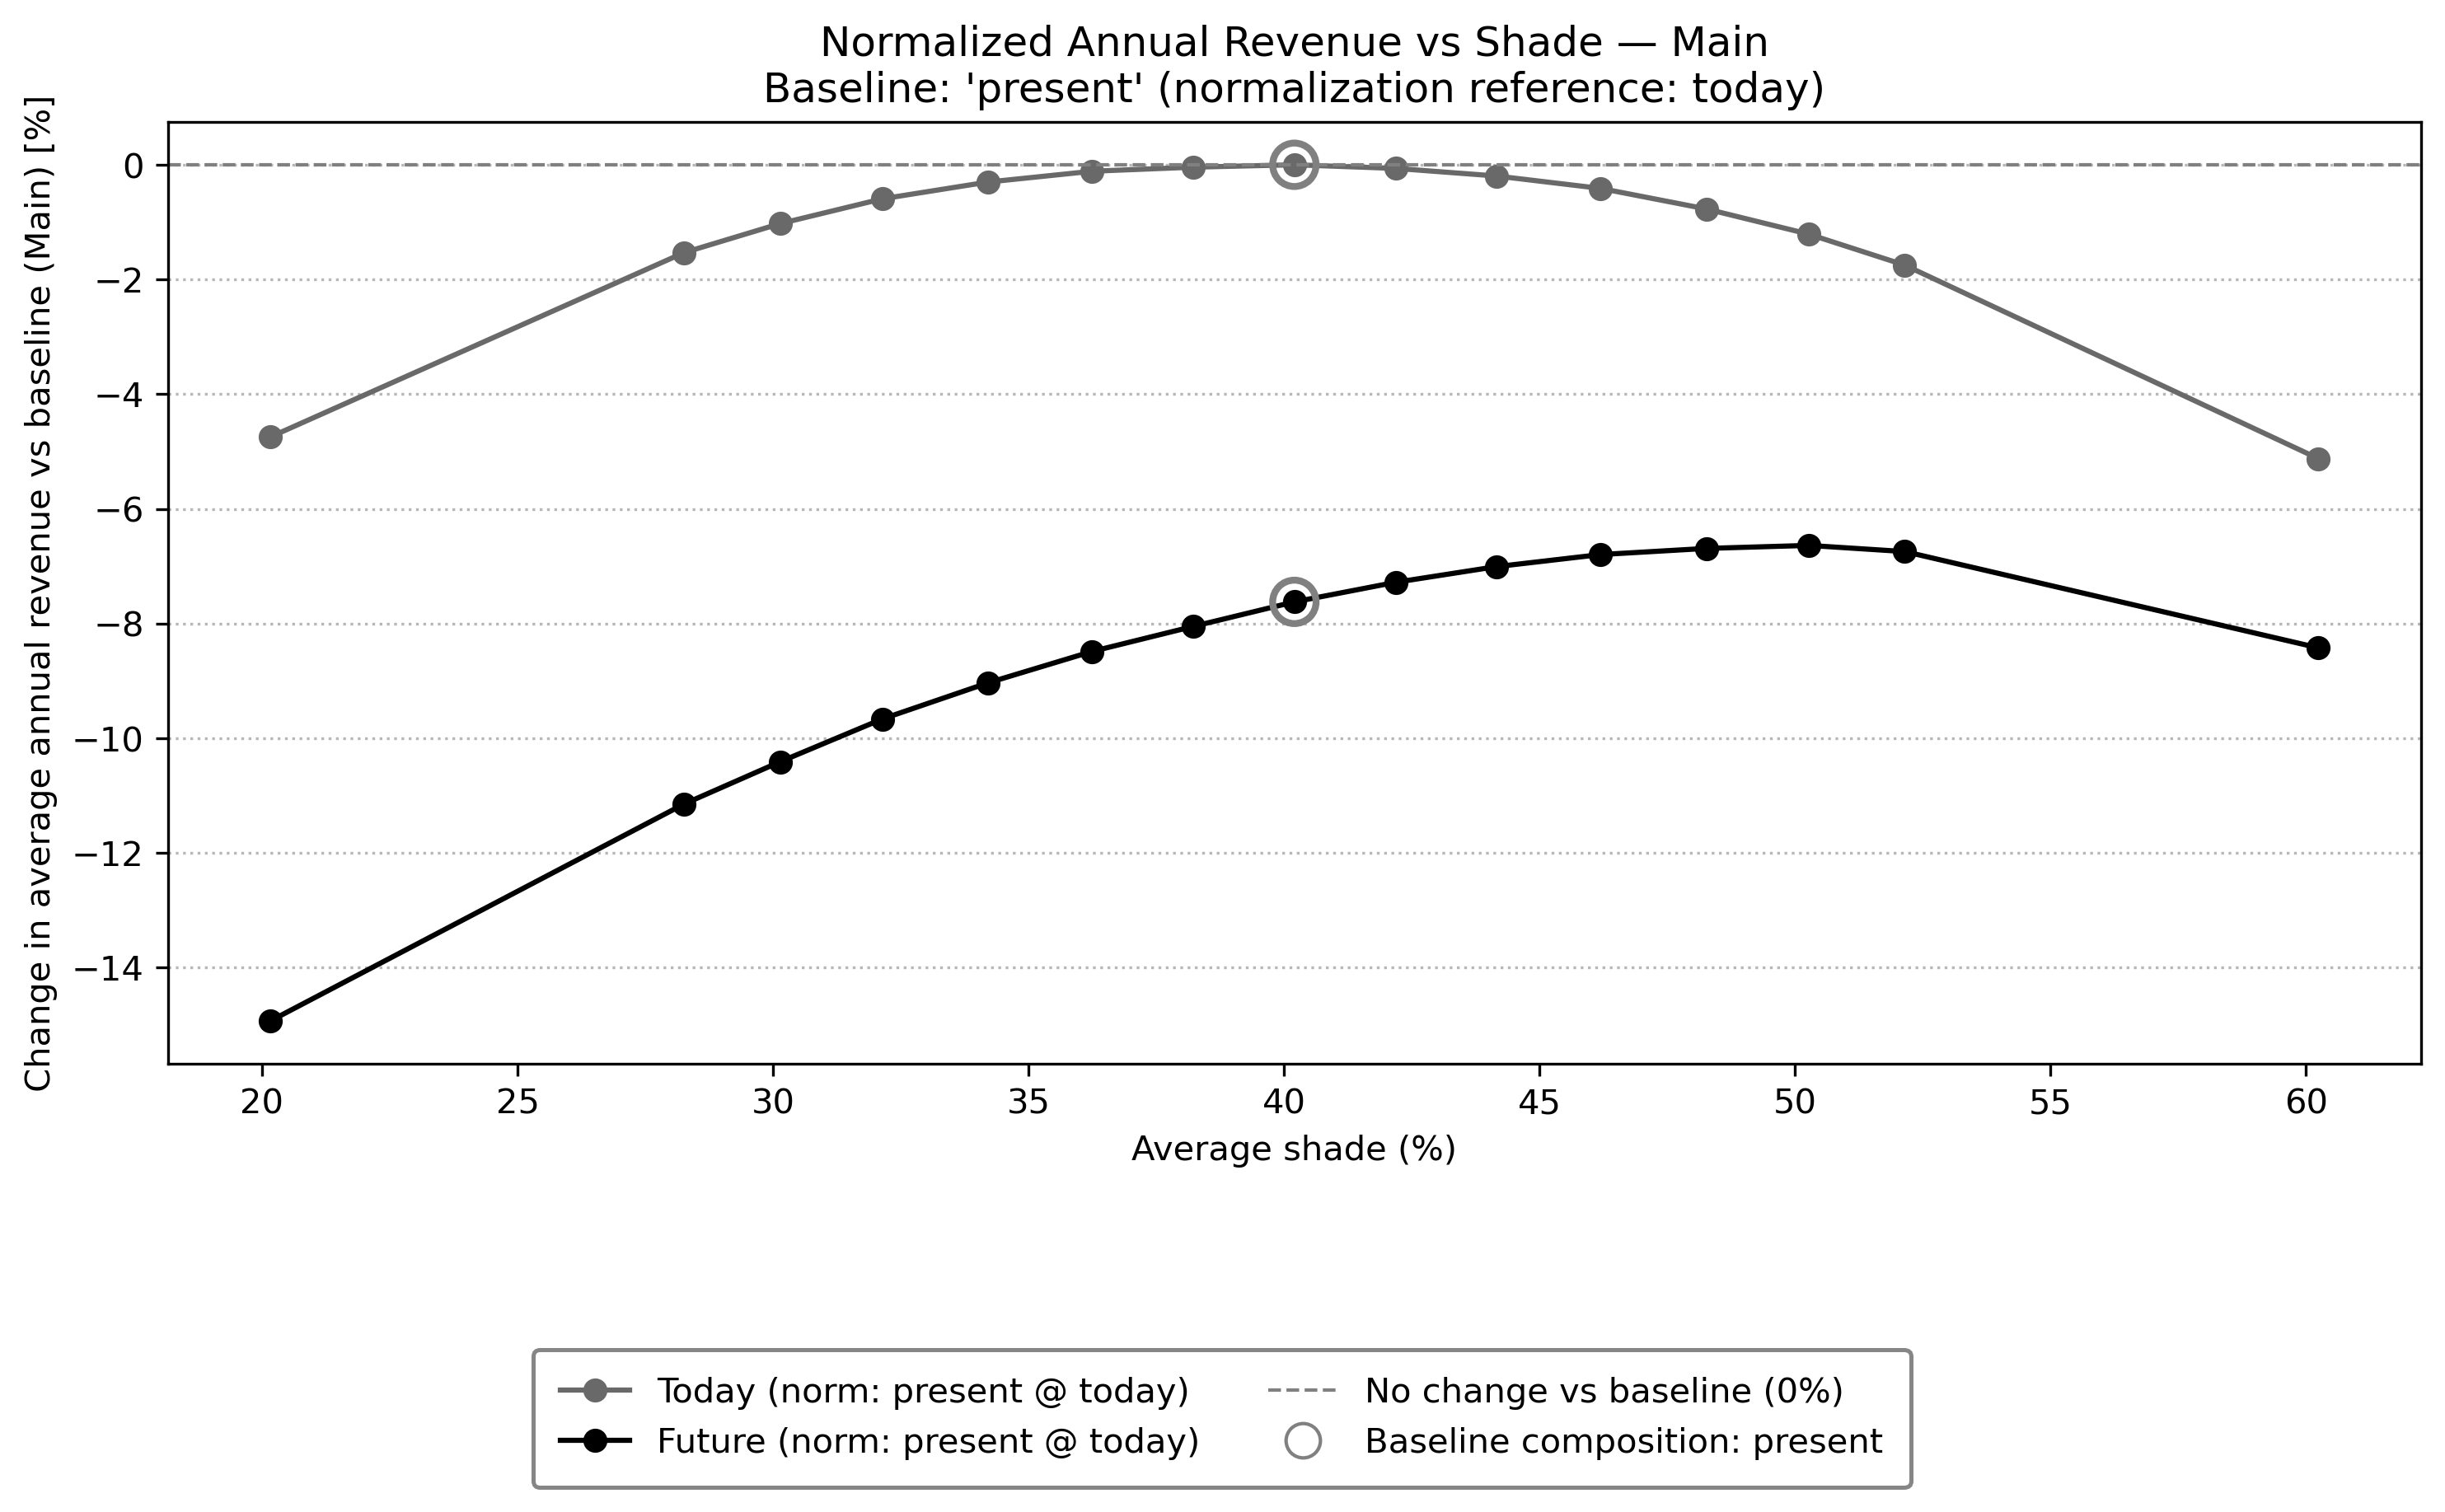 Normalized Annual Revenue vs Shade — Main
Baseline: 'present' (normalization reference: today)
Change in average annual revenue vs baseline (Main) [%]
0
−2
−4
−6
−8
−10
−12
−14
20 25 30 35 40 45 50 55 60
Average shade (%)
Today (norm: present @ today)
Future (norm: present @ today)
No change vs baseline (0%)
Baseline composition: present